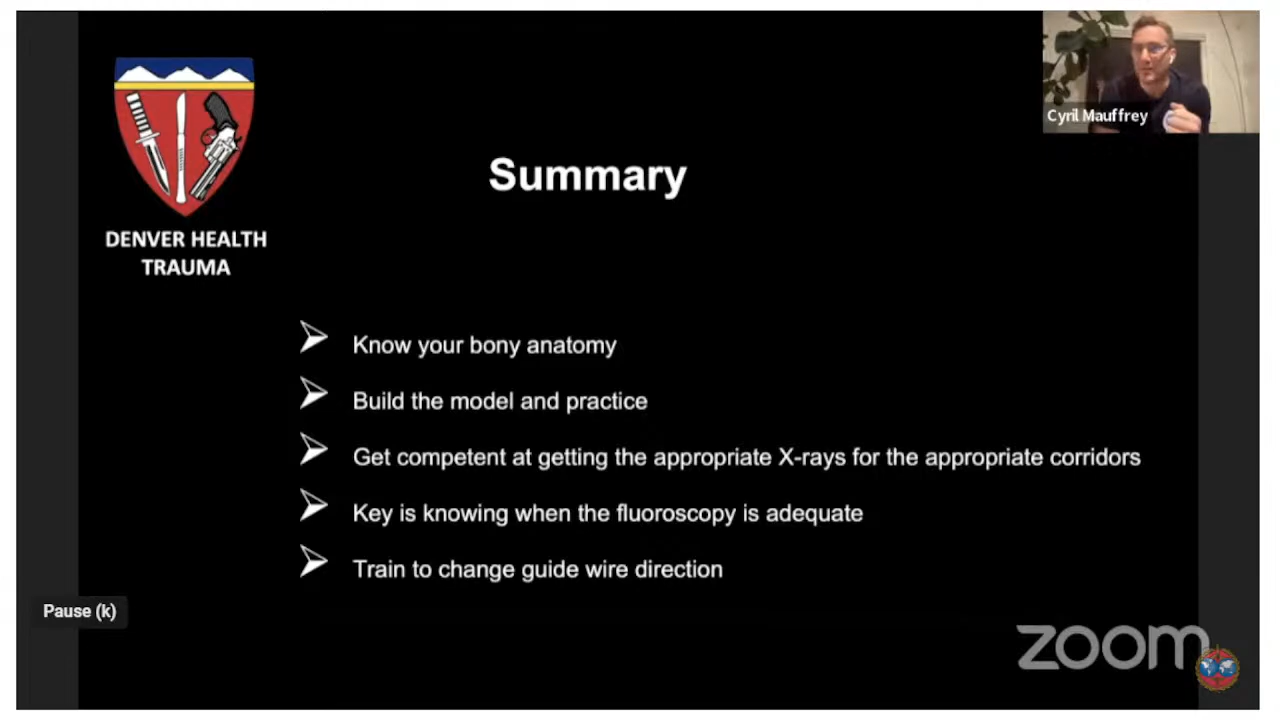 Cyril Mauffrey
Summary
DENVER HEALTH
TRAUMA
Know your bony anatomy
Build the model and practice
Get competent at getting the appropriate X-rays for the appropriate corridors
Key is knowing when the fluoroscopy is adequate
Train to change guide wire direction
Pause (k)
zoom